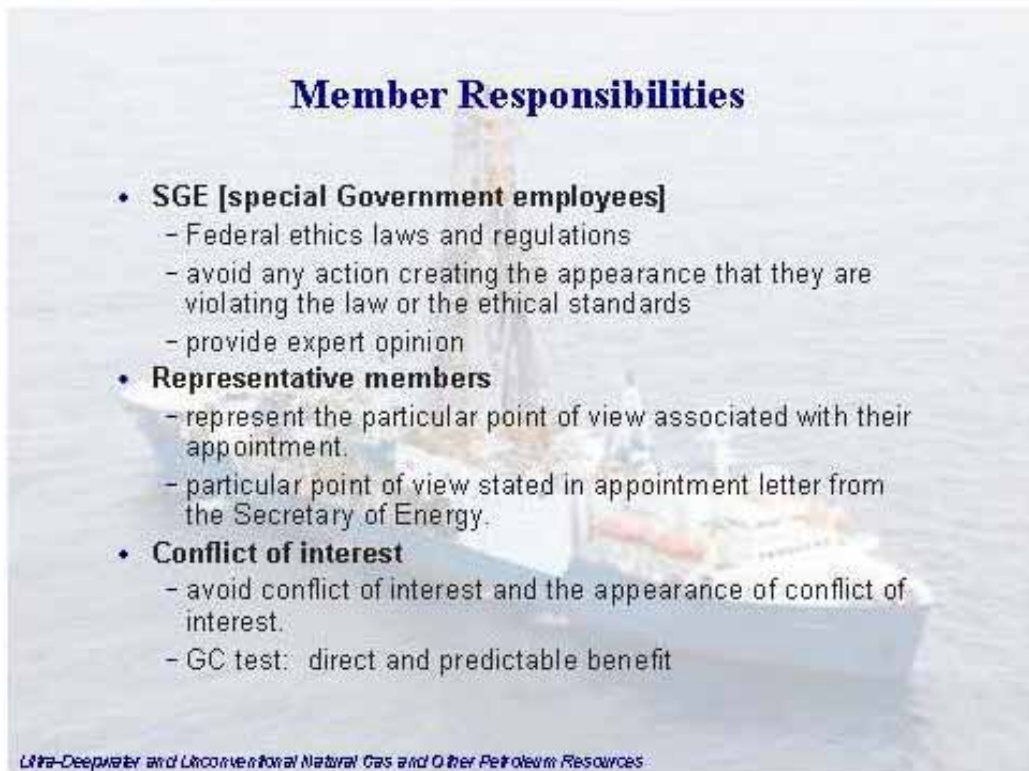 Member Responsibilities
• SGE [special Government employees]
– Federal ethics laws and regulations
– avoid any action creating the appearance that they are
violating the law or the ethical standards
– provide expert opinion
• Representative members
– represent the particular point of view associated with their
appointment.
– particular point of view stated in appointment letter from
the Secretary of Energy.
• Conflict of interest
– avoid conflict of interest and the appearance of conflict of
interest.
– GC test: direct and predictable benefit
Ultra-Deepwater and Unconventional Natural Gas and Other Petroleum Resources